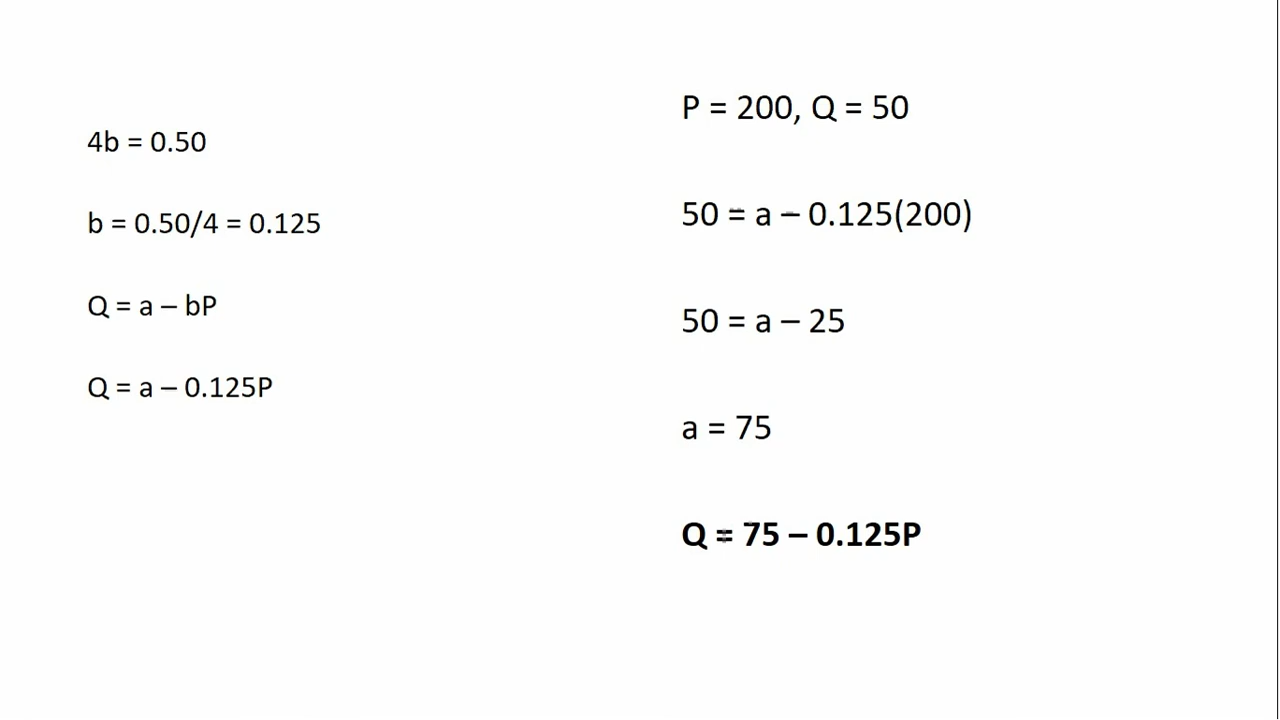 4b = 0.50
b = 0.50/4 = 0.125
Q = a – bP
Q = a – 0.125P
P = 200, Q = 50
50 = a – 0.125(200)
50 = a – 25
a = 75
Q = 75 – 0.125P